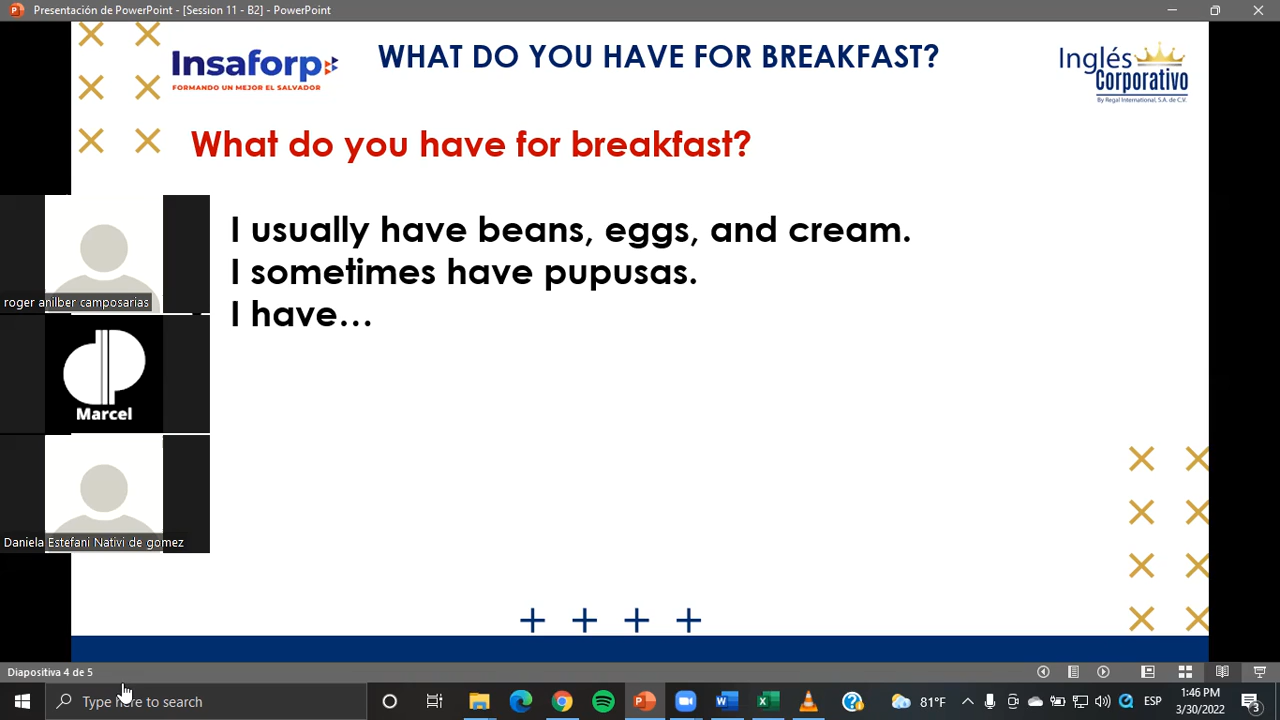 Presentación de PowerPoint - [Session 11 - B2] - PowerPoint
Insaforp
FORMANDO UN MEJOR EL SALVADOR
WHAT DO YOU HAVE FOR BREAKFAST?
Inglés
Corporativo
By Regal International, S.A. de C.V.
What do you have for breakfast?
I usually have beans, eggs, and cream.
I sometimes have pupusas.
I have...
roger anilber camposarias
Marcel
Daniela Estefani Nativi de gomez
Diapositiva 4 de 5
Type here to search
81°F
ESP
1:46 PM
3/30/2022
3